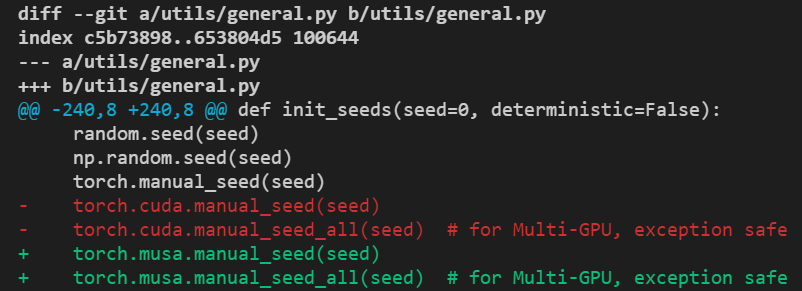 diff --git a/utils/general.py b/utils/general.py
index c5b73898..653804d5 100644
--- a/utils/general.py
+++ b/utils/general.py
@@ -240,8 +240,8 @@ def init_seeds(seed=0, deterministic=False):
     random.seed(seed)
     np.random.seed(seed)
     torch.manual_seed(seed)
-    torch.cuda.manual_seed(seed)
-    torch.cuda.manual_seed_all(seed)  # for Multi-GPU, exception safe
+    torch.musa.manual_seed(seed)
+    torch.musa.manual_seed_all(seed)  # for Multi-GPU, exception safe